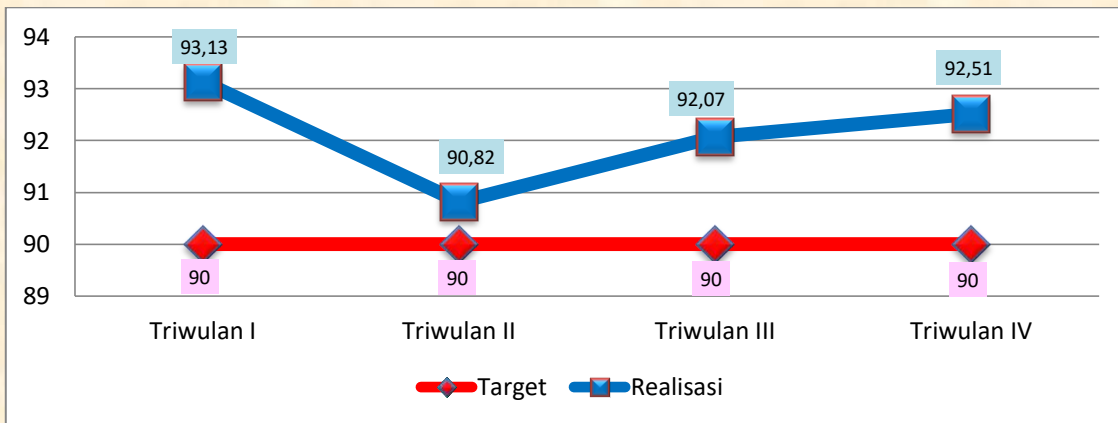 94
93
92
91
90
89
93,13
90,82
92,07
92,51
90
90
90
90
Triwulan I
Triwulan II
Triwulan III
Triwulan IV
Target
Realisasi